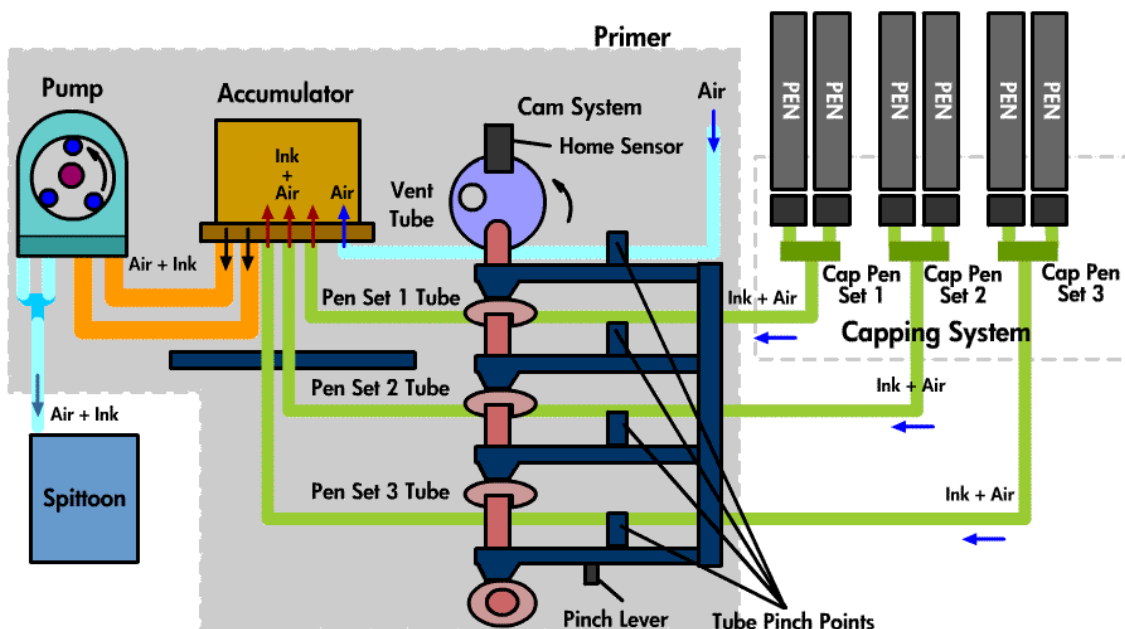 Primer
Pump
Accumulator
Cam System
Air
Home Sensor
Ink
+
Air
Air
Vent
Tube
PEN
PEN
PEN
PEN
PEN
PEN
Air + Ink
Pen Set 1 Tube
Ink + Air
Cap Pen
Set 1
Cap Pen
Set 2
Cap Pen
Set 3
Capping System
Pen Set 2 Tube
Ink + Air
Air + Ink
Spittoon
Pen Set 3 Tube
Ink + Air
Pinch Lever
Tube Pinch Points